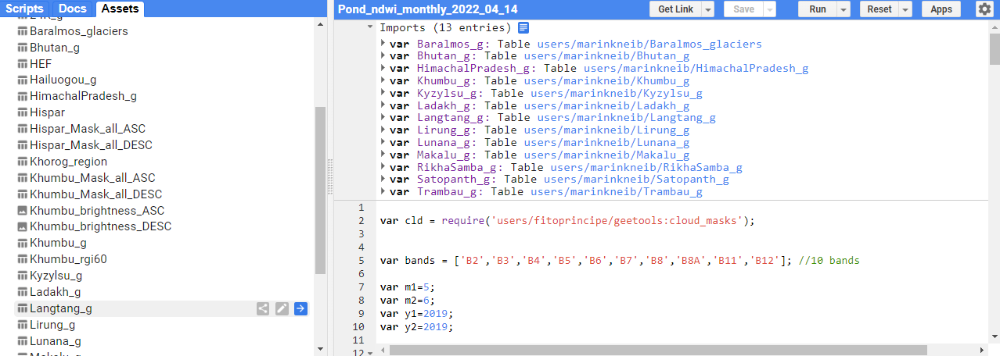 Scripts Docs Assets
Baralmos_glaciers
Bhutan_g
HEF
Hailuogou_g
HimachalPradesh_g
Hispar
Hispar_Mask_all_ASC
Hispar_Mask_all_DESC
Khorog_region
Khumbu_Mask_all_ASC
Khumbu_Mask_all_DESC
Khumbu_brightness_ASC
Khumbu_brightness_DESC
Khumbu_g
Khumbu_rgi60
Kyzylsu_g
Ladakh_g
Langtang_g
Lirung_g
Lunana_g
Pond_ndwi_monthly_2022_04_14
Get Link Save Run Reset Apps
Imports (13 entries)
var Baralmos_g: Table users/marinkneib/Baralmos_glaciers
var Bhutan_g: Table users/marinkneib/Bhutan_g
var HimachalPradesh_g: Table users/marinkneib/HimachalPradesh_g
var Khumbu_g: Table users/marinkneib/Khumbu_g
var Kyzylsu_g: Table users/marinkneib/Kyzylsu_g
var Ladakh_g: Table users/marinkneib/Ladakh_g
var Langtang_g: Table users/marinkneib/Langtang_g
var Lirung_g: Table users/marinkneib/Lirung_g
var Lunana_g: Table users/marinkneib/Lunana_g
var Makalu_g: Table users/marinkneib/Makalu_g
var RikhaSamba_g: Table users/marinkneib/RikhaSamba_g
var Satopanth_g: Table users/marinkneib/Satopanth_g
var Trambau_g: Table users/marinkneib/Trambau_g
1
2 var cld = require('users/fitoprincipe/geetools:cloud_masks');
3
4
5 var bands = ['B2','B3','B4','B5','B6','B7','B8','B8A','B11','B12']; //10 bands
6
7 var m1=5;
8 var m2=6;
9 var y1=2019;
10 var y2=2019;
11
12